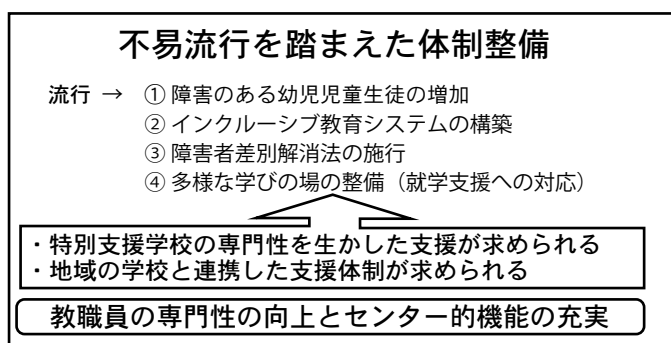 不易流行を踏まえた体制整備
流行 → ① 障害のある幼児児童生徒の増加
② インクルーシブ教育システムの構築
③ 障害者差別解消法の施行
④ 多様な学びの場の整備（就学支援への対応）
・特別支援学校の専門性を生かした支援が求められる
・地域の学校と連携した支援体制が求められる
教職員の専門性の向上とセンター的機能の充実